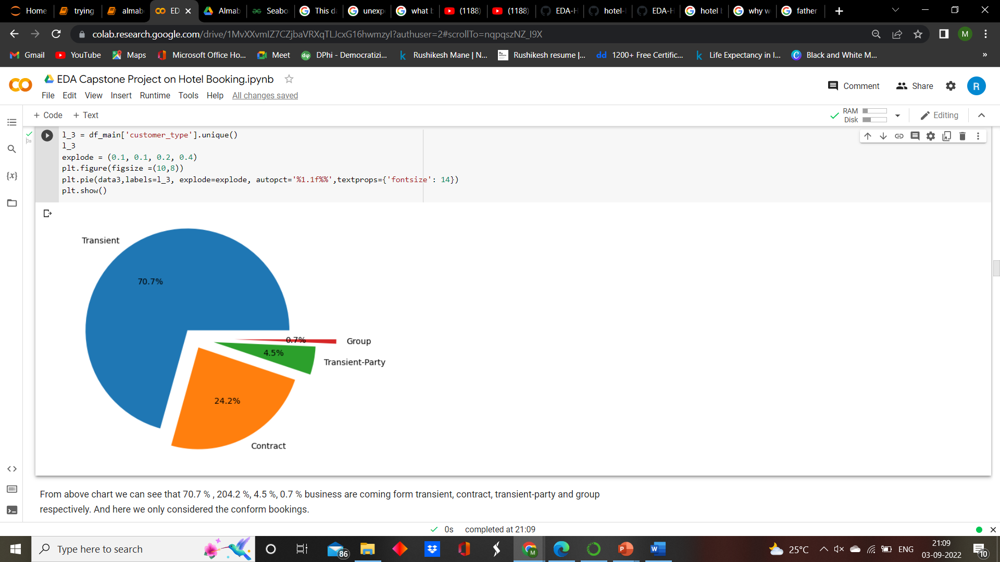 Home
trying
almab
ED
Almab
Seabo
This da
unexp
what b
(1188)
(1188)
EDA-H
hotel-
EDA-H
hotel b
why w
father
colab.research.google.com/drive/1MvXXvmIZ7CZjbaVRXqTLJcxG16hwmzyI?authuser=2#scrollTo=nqpqszNZ_I9X
M
Gmail
YouTube
Maps
Microsoft Office Ho...
Meet
DPhi - Democratizi...
Rushikesh Mane | N...
Rushikesh resume |...
1200+ Free Certific...
Life Expectancy in I...
Black and White M...
»
EDA Capstone Project on Hotel Booking.ipynb
Comment
Share
R
File Edit View Insert Runtime Tools Help All changes saved
+ Code + Text
RAM
Disk
Editing
l_3 = df_main['customer_type'].unique()
l_3
explode = (0.1, 0.1, 0.2, 0.4)
plt.figure(figsize =(10,8))
plt.pie(data3,labels=l_3, explode=explode, autopct='%1.1f%%',textprops={'fontsize': 14})
plt.show()
0s
{x}
Transient
70.7%
0.7%
Group
4.5%
Transient-Party
24.2%
Contract
From above chart we can see that 70.7 % , 204.2 %, 4.5 %, 0.7 % business are coming form transient, contract, transient-party and group
respectively. And here we only considered the conform bookings.
0s completed at 21:09
Type here to search
86
25°C
ENG
21:09
03-09-2022
10